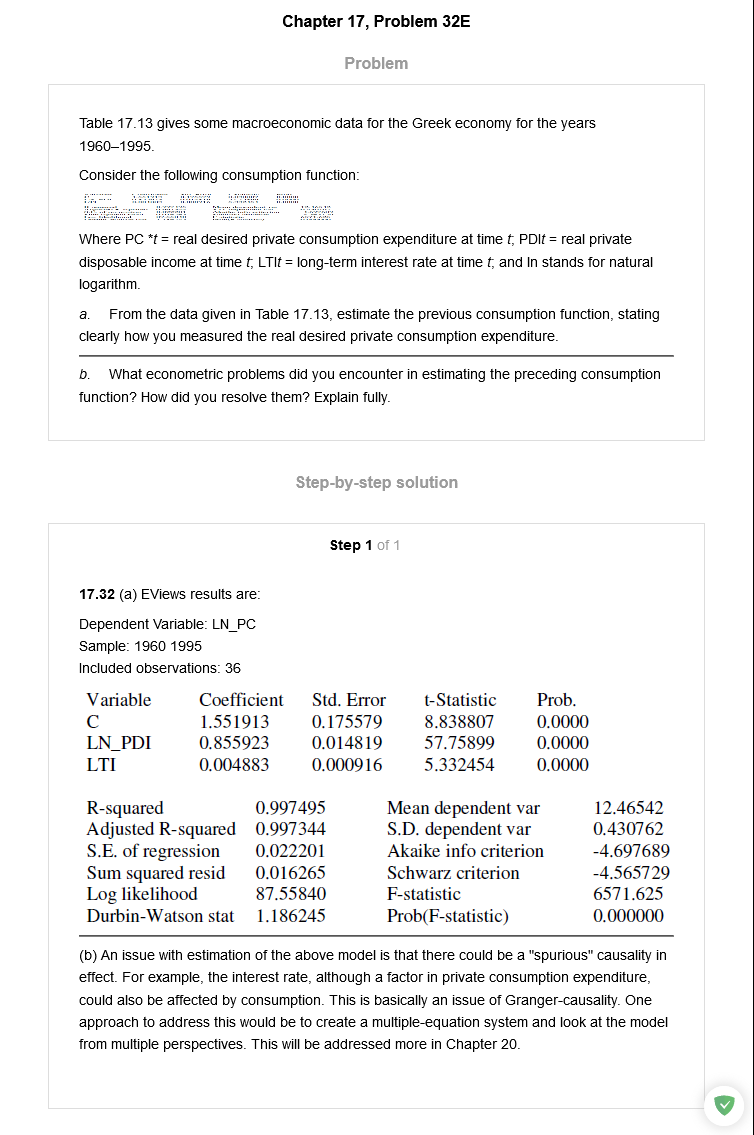 Chapter 17, Problem 32E
Problem
Table 17.13 gives some macroeconomic data for the Greek economy for the years
1960–1995.
Consider the following consumption function:
Where PC *t = real desired private consumption expenditure at time t; PDIt = real private
disposable income at time t; LTIt = long-term interest rate at time t; and ln stands for natural
logarithm.
a. From the data given in Table 17.13, estimate the previous consumption function, stating
clearly how you measured the real desired private consumption expenditure.
b. What econometric problems did you encounter in estimating the preceding consumption
function? How did you resolve them? Explain fully.
Step-by-step solution
Step 1 of 1
17.32 (a) EViews results are:
Dependent Variable: LN_PC
Sample: 1960 1995
Included observations: 36
Variable Coefficient Std. Error t-Statistic Prob.
C 1.551913 0.175579 8.838807 0.0000
LN_PDI 0.855923 0.014819 57.75899 0.0000
LTI 0.004883 0.000916 5.332454 0.0000
R-squared 0.997495 Mean dependent var 12.46542
Adjusted R-squared 0.997344 S.D. dependent var 0.430762
S.E. of regression 0.022201 Akaike info criterion -4.697689
Sum squared resid 0.016265 Schwarz criterion -4.565729
Log likelihood 87.55840 F-statistic 6571.625
Durbin-Watson stat 1.186245 Prob(F-statistic) 0.000000
(b) An issue with estimation of the above model is that there could be a "spurious" causality in
effect. For example, the interest rate, although a factor in private consumption expenditure,
could also be affected by consumption. This is basically an issue of Granger-causality. One
approach to address this would be to create a multiple-equation system and look at the model
from multiple perspectives. This will be addressed more in Chapter 20.